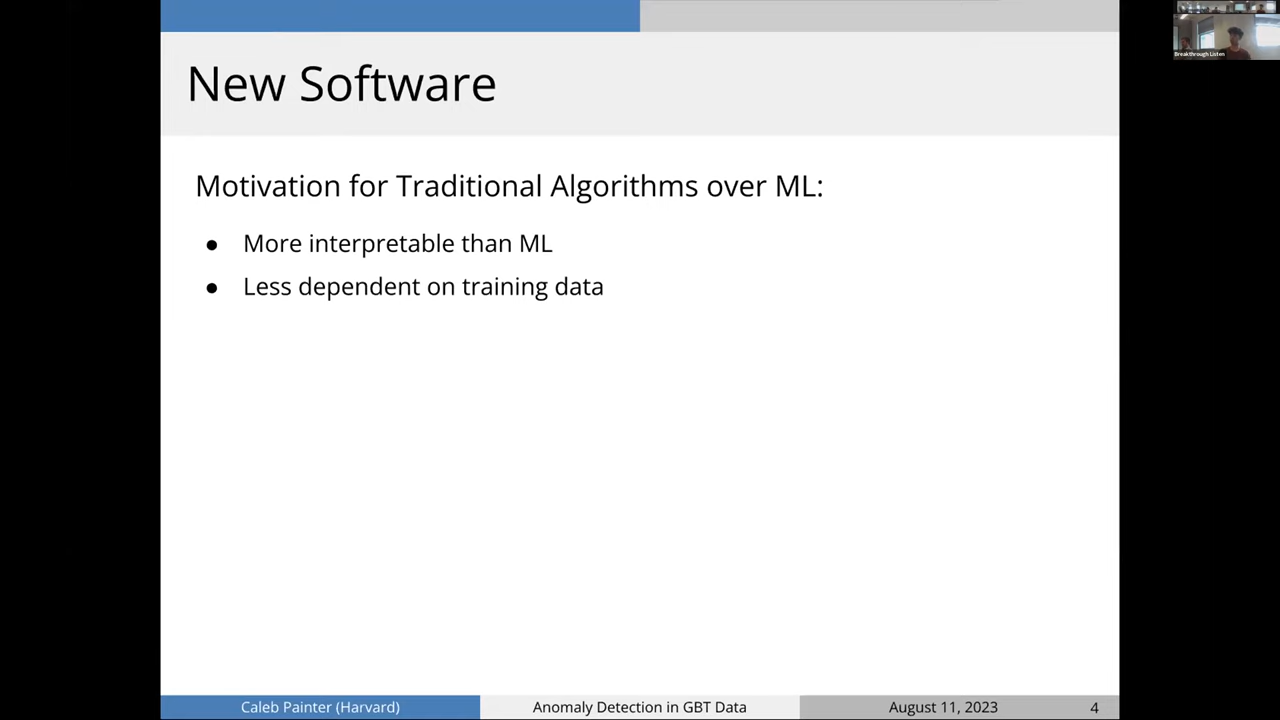 Breakthrough Listen
New Software
Motivation for Traditional Algorithms over ML:
● More interpretable than ML
● Less dependent on training data
Caleb Painter (Harvard)
Anomaly Detection in GBT Data
August 11, 2023
4